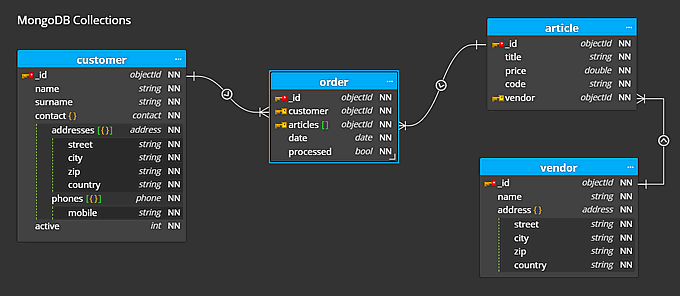 MongoDB Collections
customer ...
_id objectId NN
name string NN
surname string NN
contact { } contact NN
addresses [{ }] address NN
street string NN
city string NN
zip string NN
country string NN
phones [{ }] phone NN
mobile string NN
active int NN
order ...
_id objectId NN
customer objectId NN
articles [ ] objectId NN
date date NN
processed bool NN
article ...
_id objectId NN
title string NN
price double NN
code string NN
vendor objectId NN
vendor ...
_id objectId NN
name string NN
address { } address NN
street string NN
city string NN
zip string NN
country string NN